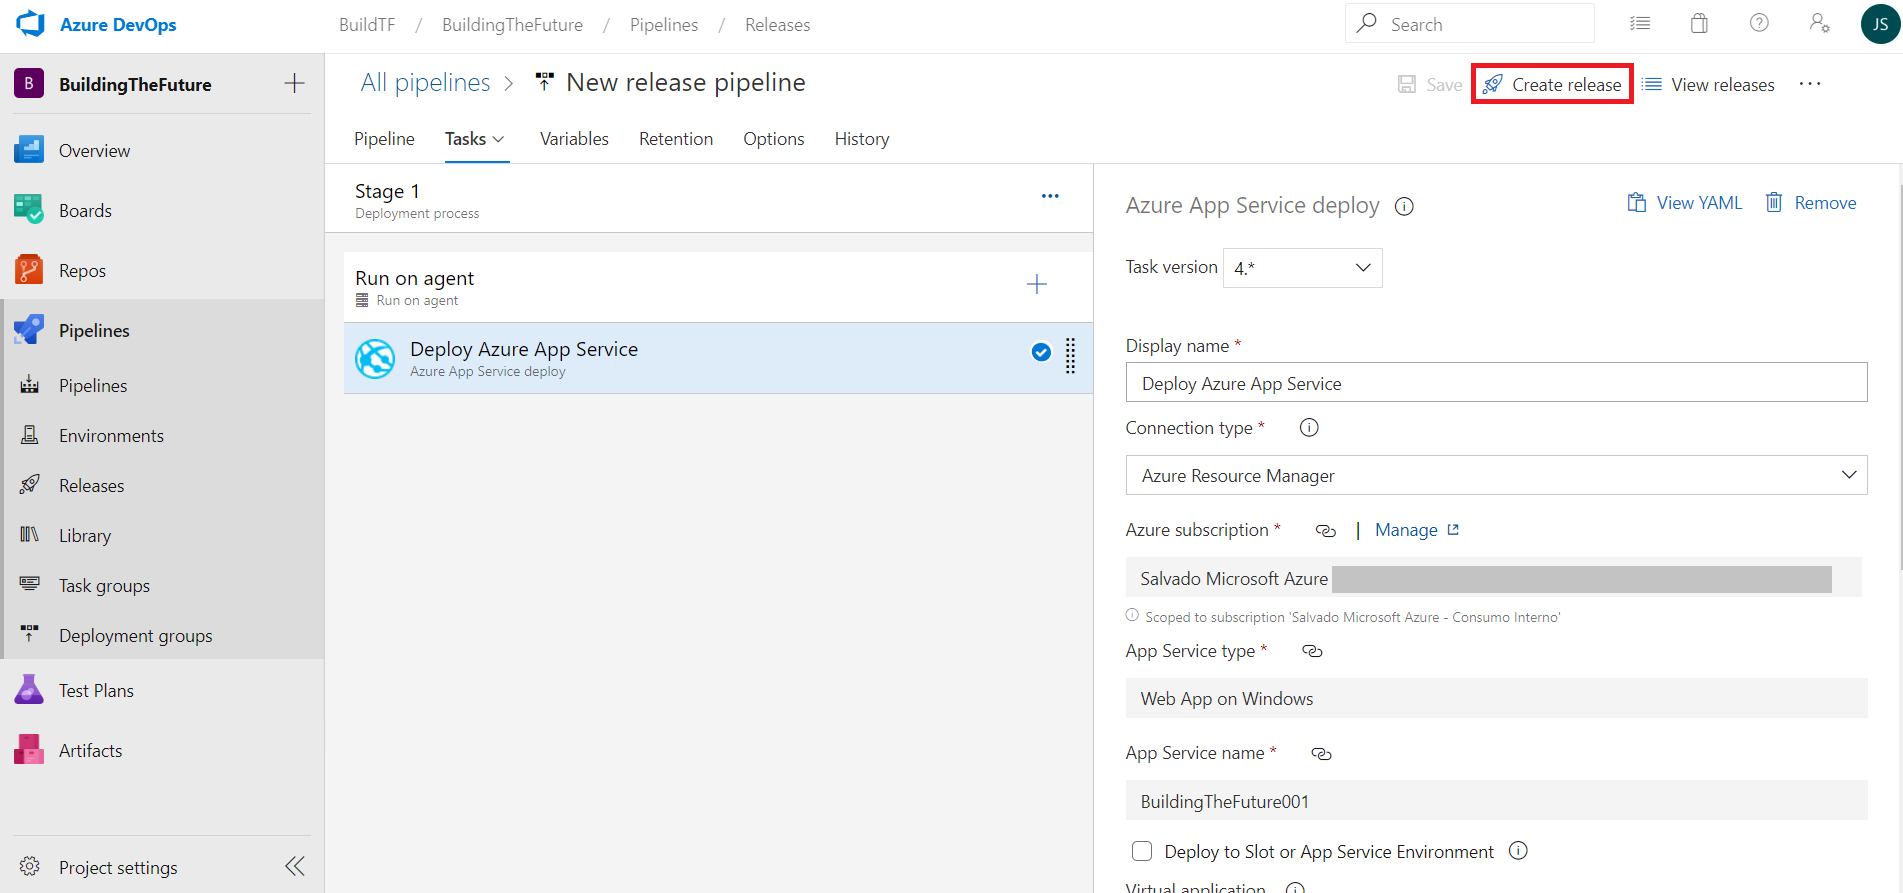 Azure DevOps
BuildTF / BuildingTheFuture / Pipelines / Releases
Search
JS
B
BuildingTheFuture
Overview
Boards
Repos
Pipelines
Pipelines
Environments
Releases
Library
Task groups
Deployment groups
Test Plans
Artifacts
Project settings
All pipelines > New release pipeline
Save
Create release
View releases
Pipeline
Tasks
Variables
Retention
Options
History
Stage 1
Deployment process
Run on agent
Run on agent
Deploy Azure App Service
Azure App Service deploy
Azure App Service deploy
View YAML
Remove
Task version
4.*
Display name *
Deploy Azure App Service
Connection type *
Azure Resource Manager
Azure subscription *
| Manage
Salvado Microsoft Azure
Scoped to subscription 'Salvado Microsoft Azure - Consumo Interno'
App Service type *
Web App on Windows
App Service name *
BuildingTheFuture001
Deploy to Slot or App Service Environment
Virtual application